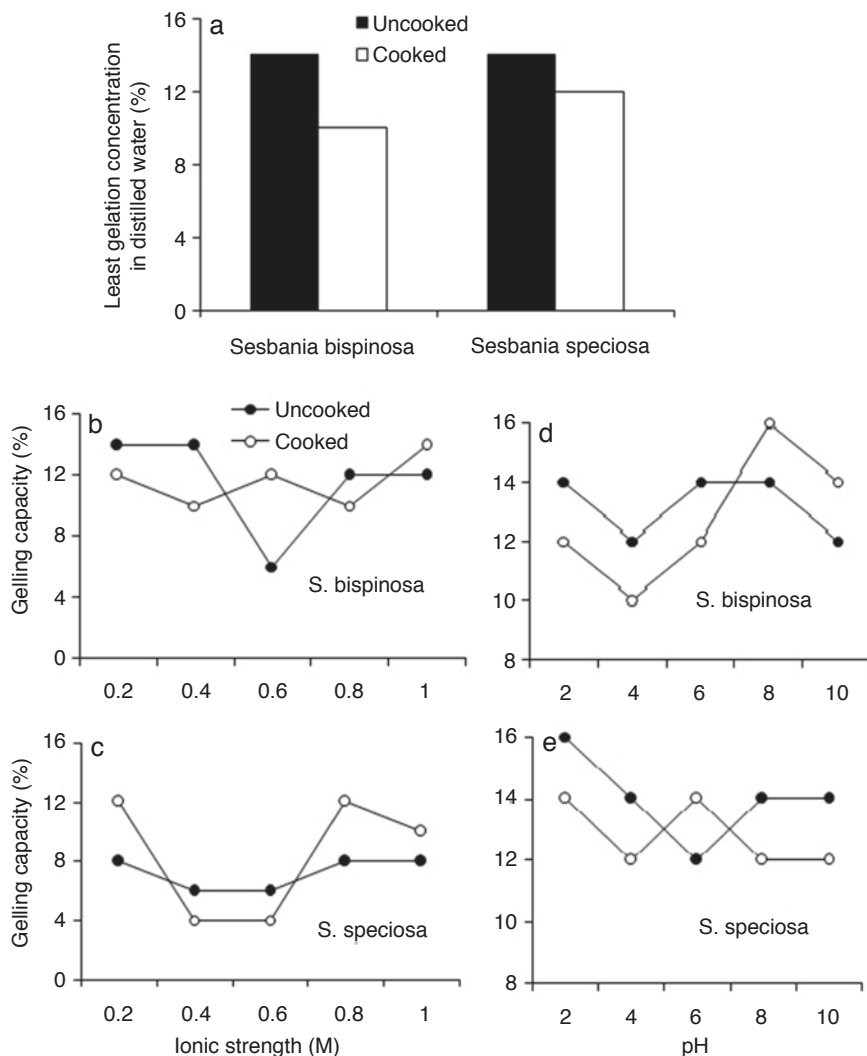 a
Uncooked
Cooked
Least gelation concentration
in distilled water (%)
16
12
8
4
0
Sesbania bispinosa
Sesbania speciosa
b
Uncooked
Cooked
Gelling capacity (%)
16
12
8
4
0
S. bispinosa
0.2 0.4 0.6 0.8 1
d
16
14
12
10
8
S. bispinosa
2 4 6 8 10
c
Gelling capacity (%)
16
12
8
4
0
S. speciosa
0.2 0.4 0.6 0.8 1
Ionic strength (M)
e
16
14
12
10
8
S. speciosa
2 4 6 8 10
pH